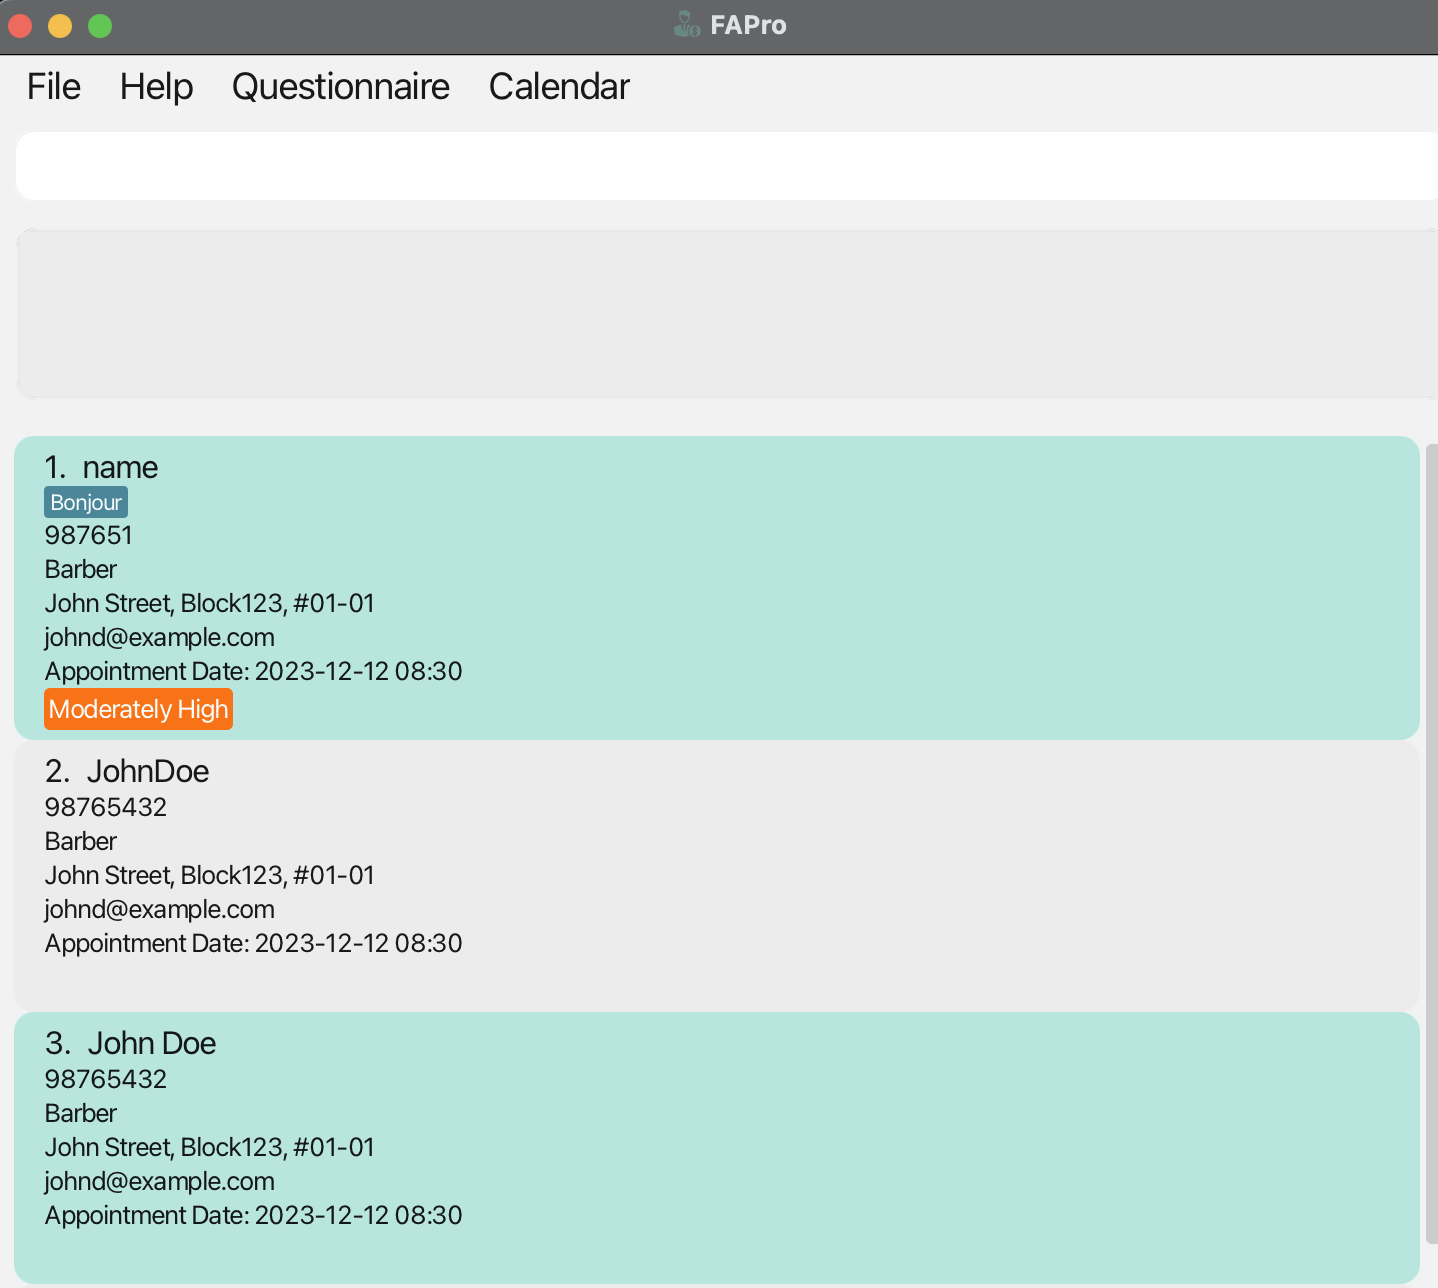 FAPro
File Help Questionnaire Calendar
1. name
Bonjour
987651
Barber
John Street, Block123, #01-01
johnd@example.com
Appointment Date: 2023-12-12 08:30
Moderately High
2. JohnDoe
98765432
Barber
John Street, Block123, #01-01
johnd@example.com
Appointment Date: 2023-12-12 08:30
3. John Doe
98765432
Barber
John Street, Block123, #01-01
johnd@example.com
Appointment Date: 2023-12-12 08:30